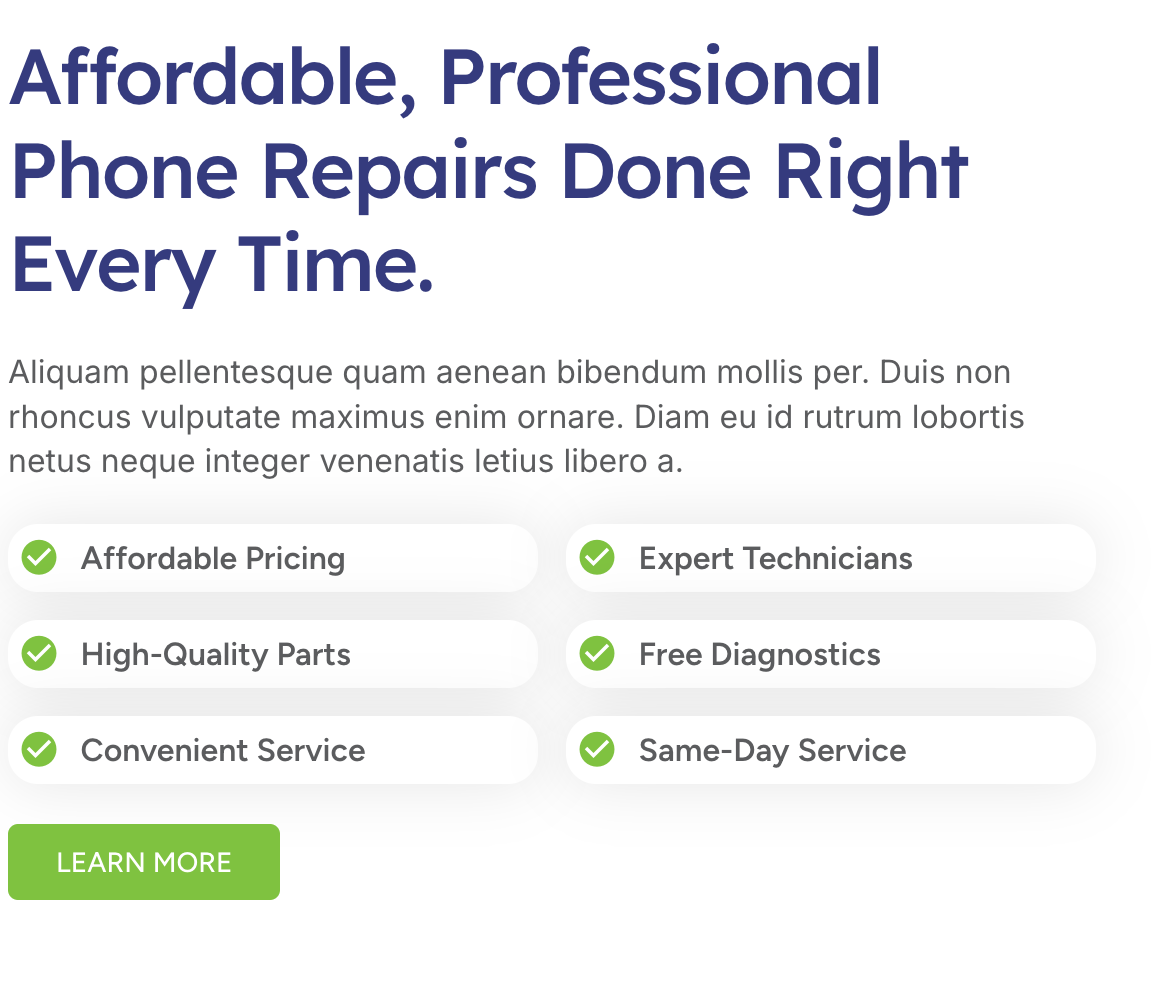 Affordable, Professional
Phone Repairs Done Right
Every Time.
Aliquam pellentesque quam aenean bibendum mollis per. Duis non
rhoncus vulputate maximus enim ornare. Diam eu id rutrum lobortis
netus neque integer venenatis letius libero a.
Affordable Pricing
Expert Technicians
High-Quality Parts
Free Diagnostics
Convenient Service
Same-Day Service
LEARN MORE